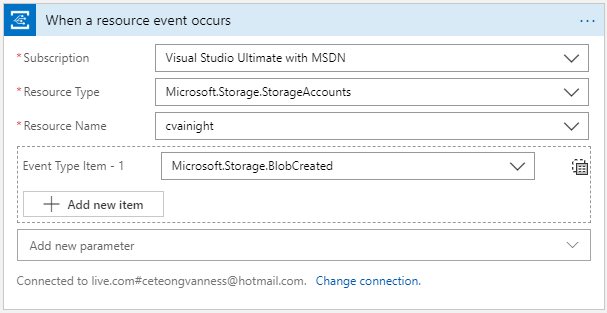 When a resource event occurs
* Subscription Visual Studio Ultimate with MSDN
* Resource Type Microsoft.Storage.StorageAccounts
* Resource Name cvainight
Event Type Item - 1 Microsoft.Storage.BlobCreated
Add new item
Add new parameter
Connected to live.com#ceteongvanness@hotmail.com. Change connection.